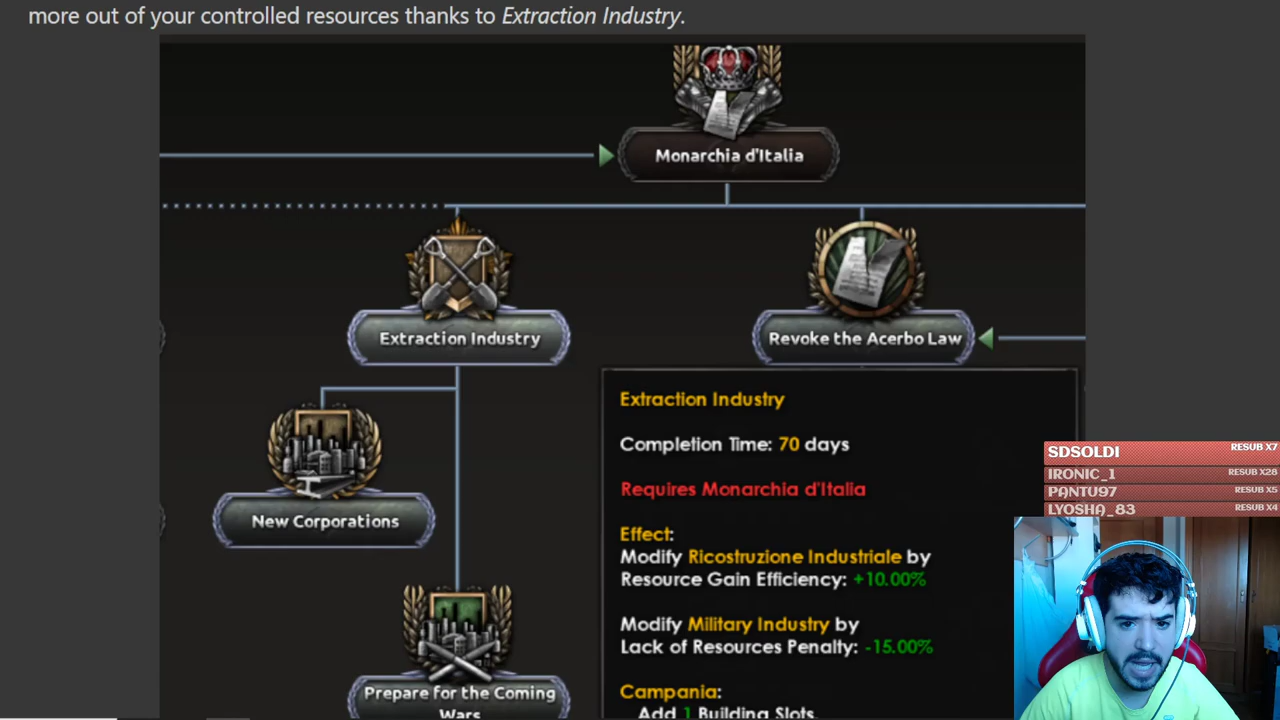 more out of your controlled resources thanks to Extraction Industry.
Monarchia d'Italia
Extraction Industry
Revoke the Acerbo Law
Extraction Industry
Completion Time: 70 days
Requires Monarchia d'Italia
Effect:
Modify Ricostruzione Industriale by
Resource Gain Efficiency: +10.00%
Modify Military Industry by
Lack of Resources Penalty: -15.00%
Campania:
Add 1 Building Slots.
New Corporations
Prepare for the Coming
Wars
SDSOLDI RESUB X7
IRONIC_1 RESUB X28
PANTU97 RESUB X5
LYOSHA_83 RESUB X4